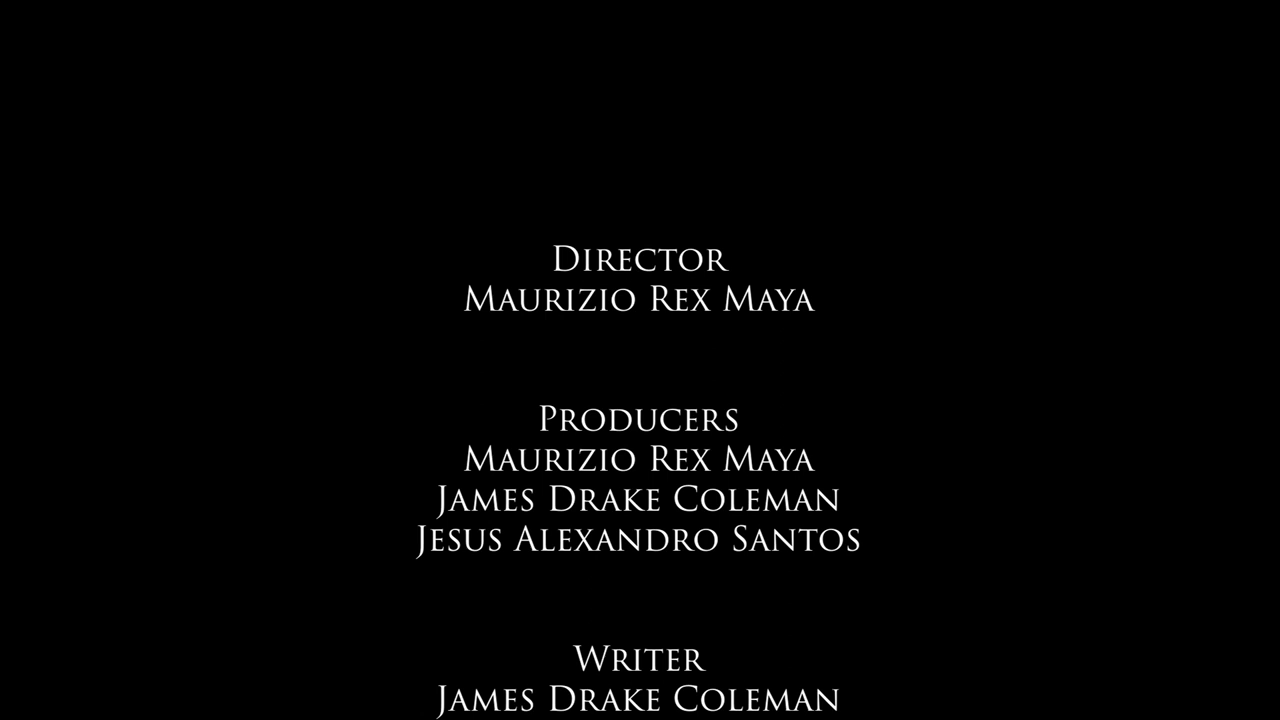 Director
Maurizio Rex Maya
Producers
Maurizio Rex Maya
James Drake Coleman
Jesus Alexandro Santos
Writer
James Drake Coleman